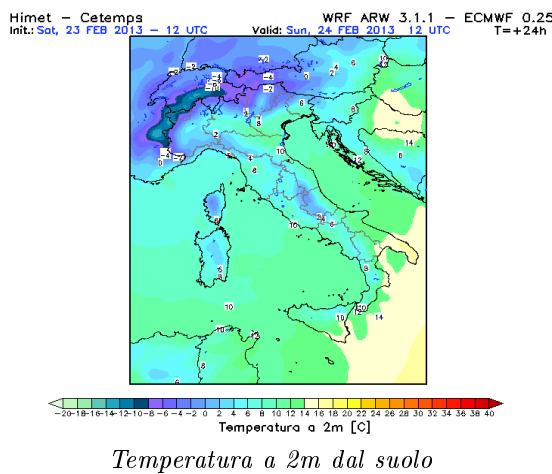 Himet – Cetemps WRF ARW 3.1.1 – ECMWF 0.25
Init.: Sat, 23 FEB 2013 – 12 UTC Valid: Sun, 24 FEB 2013 12 UTC T=+24h
-20 -18 -16 -14 -12 -10 -8 -6 -4 -2 0 2 4 6 8 10 12 14 16 18 20 22 24 26 28 30 32 34 36 38 40
Temperatura a 2m [C]
Temperatura a 2m dal suolo